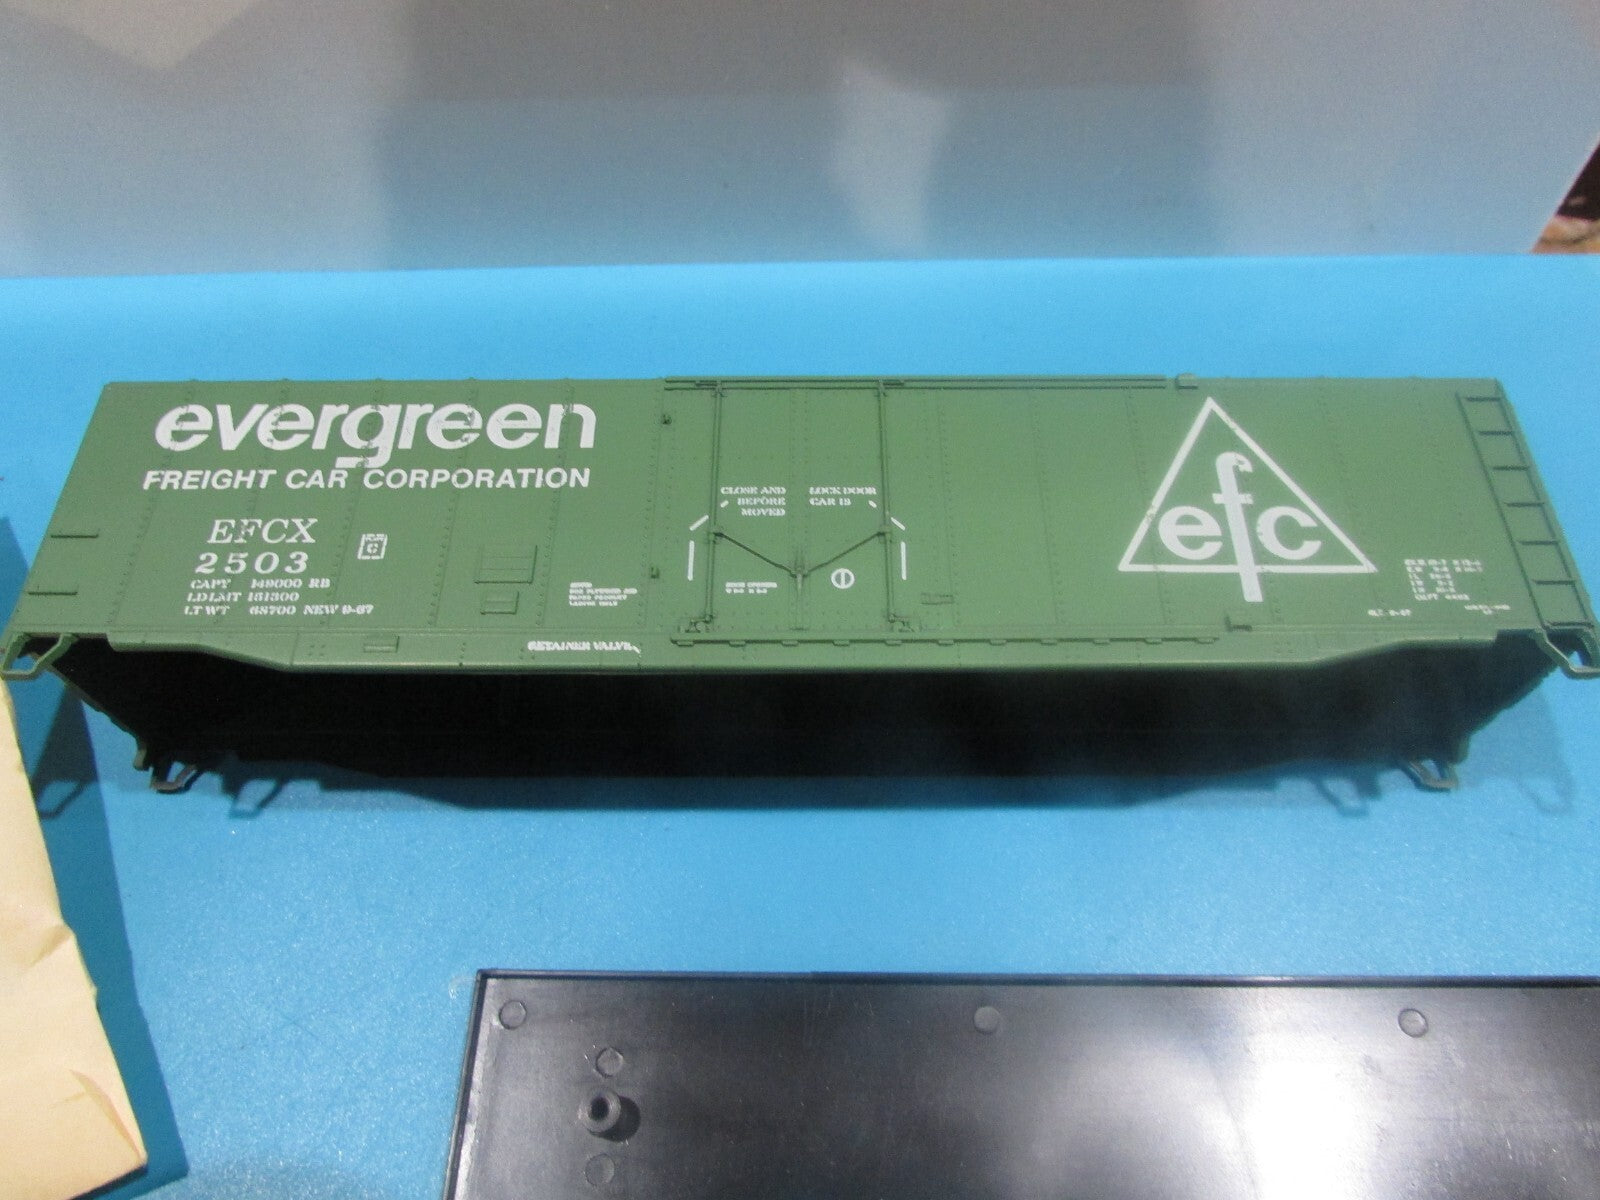 evergreen
FREIGHT CAR CORPORATION
EFCX
2503
C
CAPY 149000 RB
LD LMT 151300
LT WT 68700 NEW 9-67
CLOSE AND LOCK DOOR
BEFORE CAR IS
MOVED
RETAINER VALVE
efc